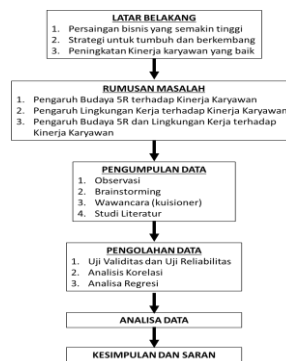 LATAR BELAKANG
1. Persaingan bisnis yang semakin tinggi
2. Strategi untuk tumbuh dan berkembang
3. Peningkatan Kinerja karyawan yang baik
RUMUSAN MASALAH
1. Pengaruh Budaya 5R terhadap Kinerja Karyawan
2. Pengaruh Lingkungan Kerja terhadap Kinerja Karyawan
3. Pengaruh Budaya 5R dan Lingkungan Kerja terhadap
Kinerja Karyawan
PENGUMPULAN DATA
1. Observasi
2. Brainstorming
3. Wawancara (kuisioner)
4. Studi Literatur
PENGOLAHAN DATA
1. Uji Validitas dan Uji Reliabilitas
2. Analisis Korelasi
3. Analisa Regresi
ANALISA DATA
KESIMPULAN DAN SARAN